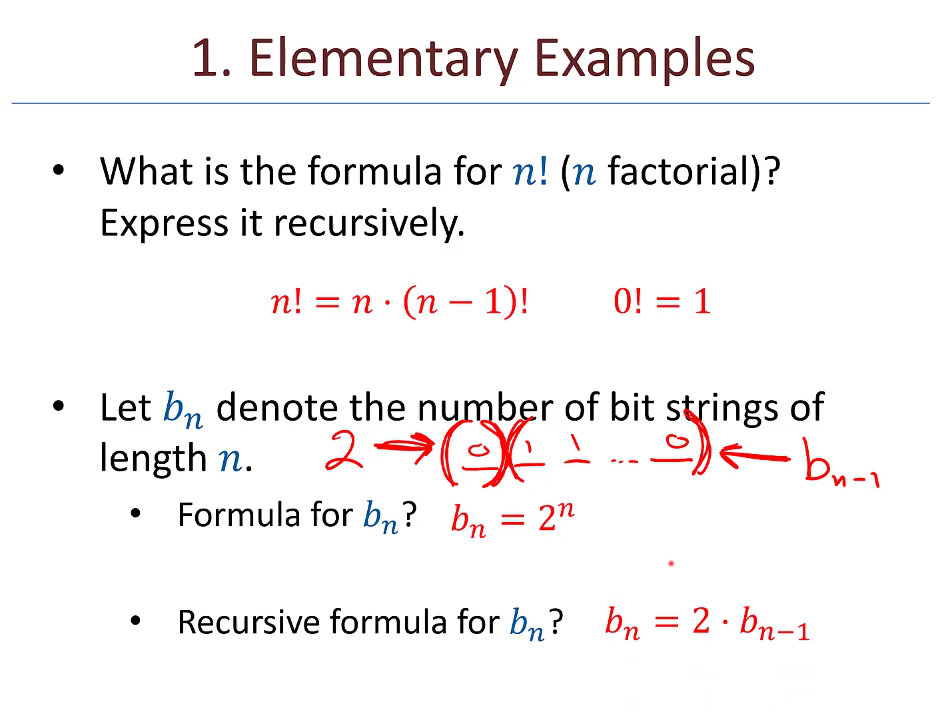 1. Elementary Examples
• What is the formula for n! (n factorial)?
Express it recursively.
n! = n · (n − 1)! 0! = 1
• Let bₙ denote the number of bit strings of
length n. 2 → (0)(1 1 ... 0) ← bₙ₋₁
• Formula for bₙ? bₙ = 2ⁿ
• Recursive formula for bₙ? bₙ = 2 · bₙ₋₁